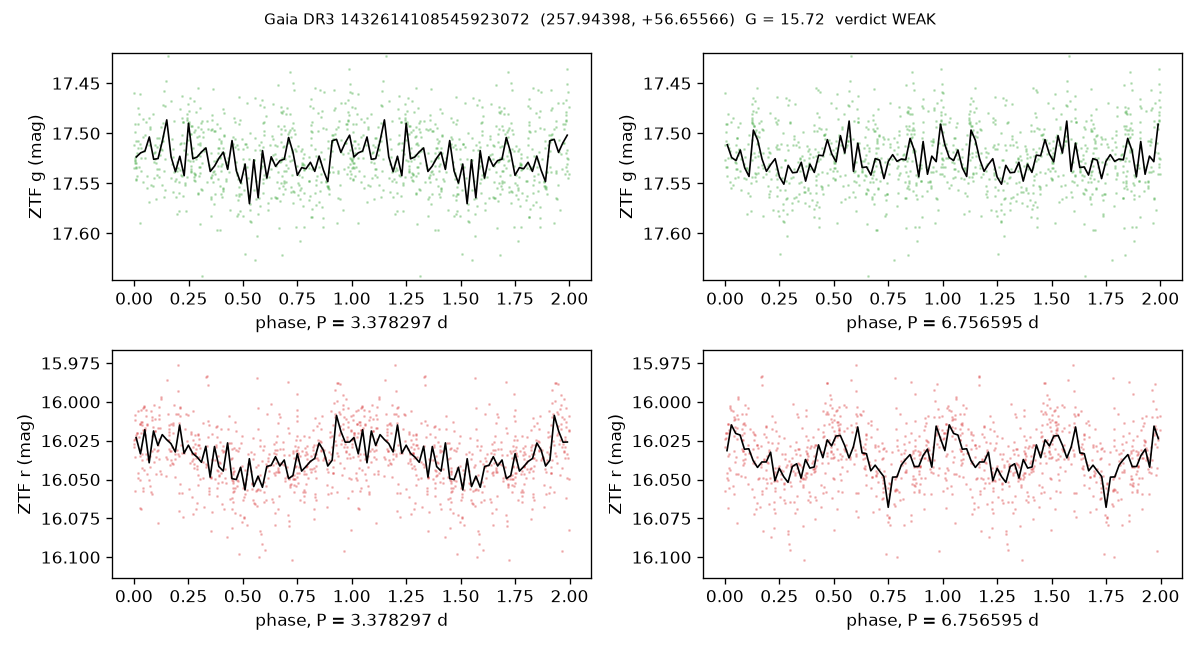 Gaia DR3 1432614108545923072 (257.94398, +56.65566) G = 15.72 verdict WEAK
ZTF g (mag)
17.45
17.50
17.55
17.60
0.00 0.25 0.50 0.75 1.00 1.25 1.50 1.75 2.00
phase, P = 3.378297 d
ZTF g (mag)
17.45
17.50
17.55
17.60
0.00 0.25 0.50 0.75 1.00 1.25 1.50 1.75 2.00
phase, P = 6.756595 d
ZTF r (mag)
15.975
16.000
16.025
16.050
16.075
16.100
0.00 0.25 0.50 0.75 1.00 1.25 1.50 1.75 2.00
phase, P = 3.378297 d
ZTF r (mag)
15.975
16.000
16.025
16.050
16.075
16.100
0.00 0.25 0.50 0.75 1.00 1.25 1.50 1.75 2.00
phase, P = 6.756595 d